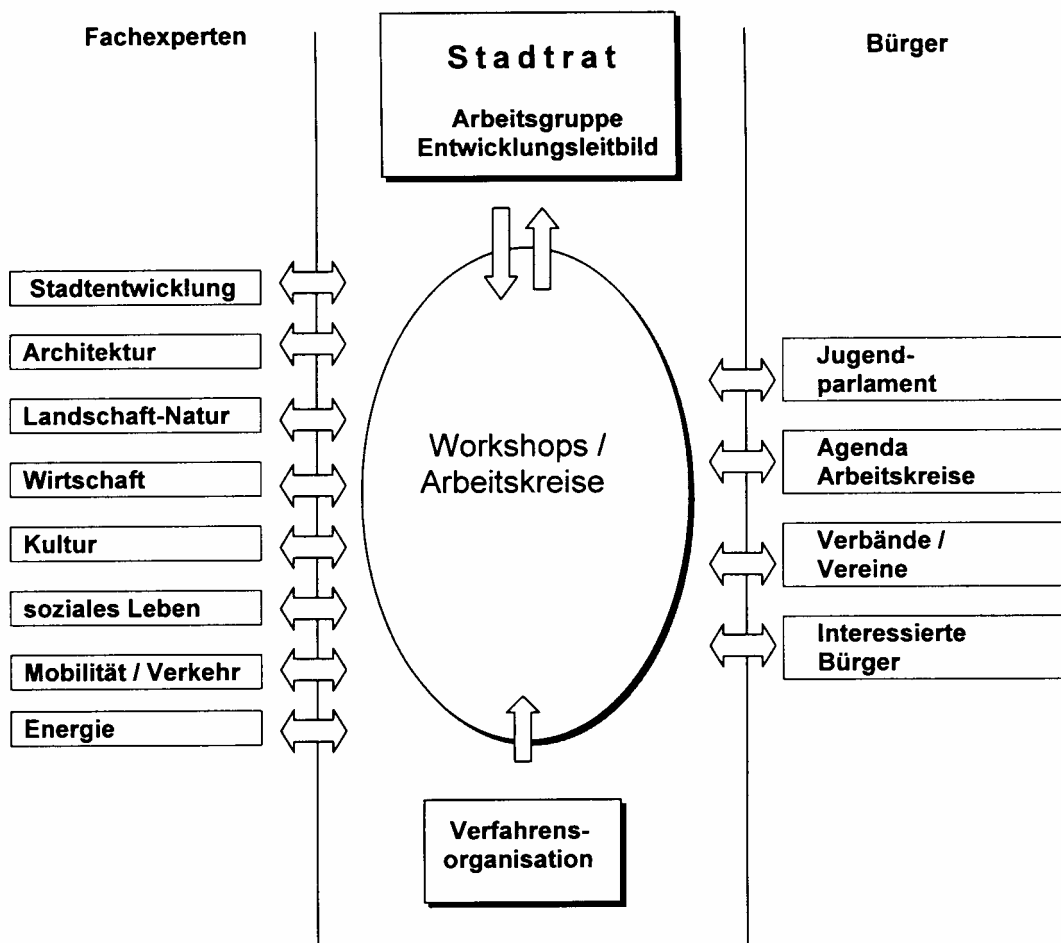 Fachexperten
Stadtrat
Arbeitsgruppe
Entwicklungsleitbild
Bürger
Stadtentwicklung
Architektur
Landschaft-Natur
Wirtschaft
Kultur
soziales Leben
Mobilität / Verkehr
Energie
Workshops /
Arbeitskreise
Jugend-
parlament
Agenda
Arbeitskreise
Verbände /
Vereine
Interessierte
Bürger
Verfahrens-
organisation